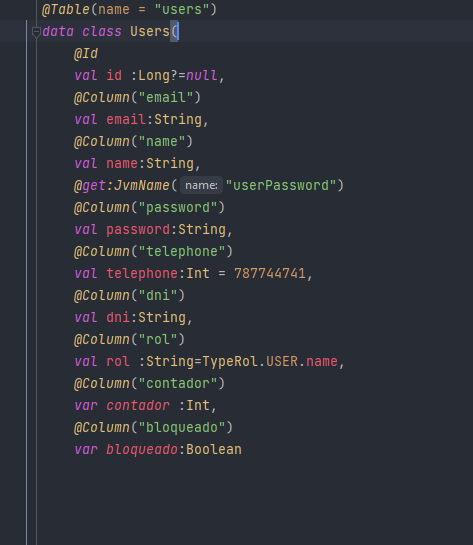 @Table(name = "users")
data class Users(
@Id
val id :Long?=null,
@Column("email")
val email:String,
@Column("name")
val name:String,
@get:JvmName( name: "userPassword")
@Column("password")
val password:String,
@Column("telephone")
val telephone:Int = 787744741,
@Column("dni")
val dni:String,
@Column("rol")
val rol :String=TypeRol.USER.name,
@Column("contador")
var contador :Int,
@Column("bloqueado")
var bloqueado:Boolean